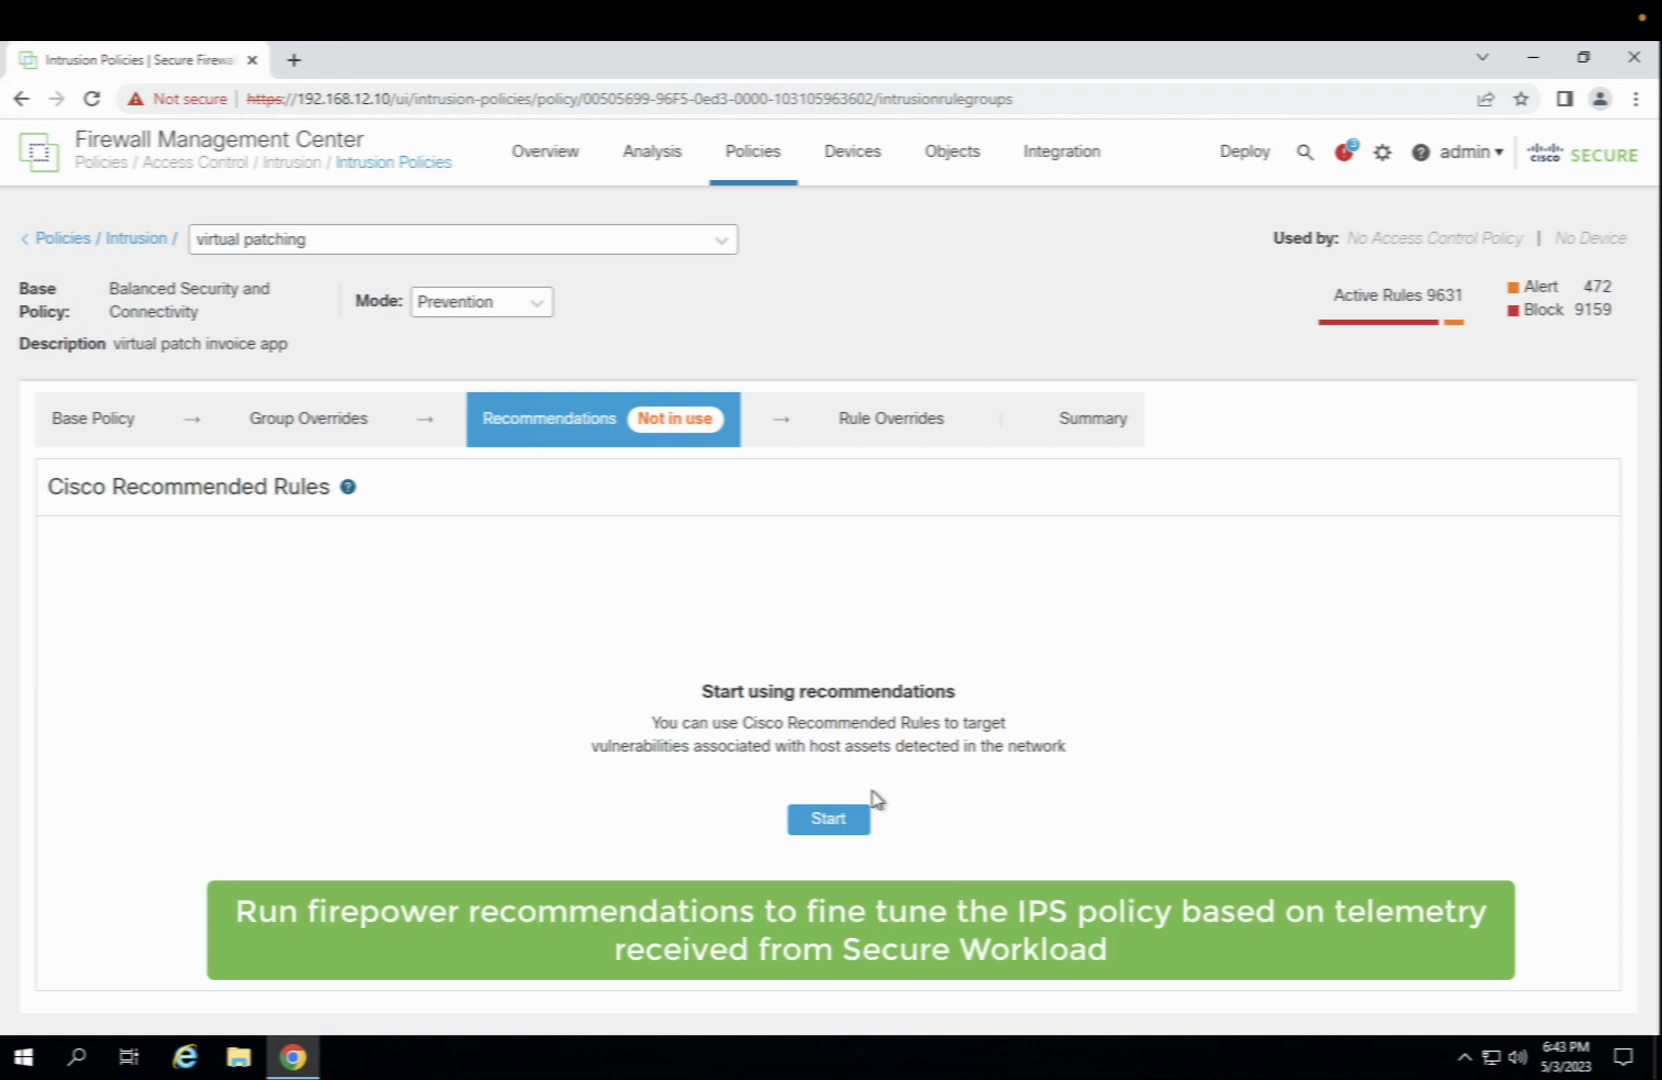 Intrusion Policies | Secure Firewa
Not secure | https://192.168.12.10/ui/intrusion-policies/policy/00505699-96F5-0ed3-0000-103105963602/intrusionrulegroups
Firewall Management Center
Policies / Access Control / Intrusion / Intrusion Policies
Overview Analysis Policies Devices Objects Integration
Deploy admin
cisco SECURE
Policies / Intrusion / virtual patching
Used by: No Access Control Policy | No Device
Base Policy: Balanced Security and Connectivity
Mode: Prevention
Active Rules 9631
Alert 472
Block 9159
Description virtual patch invoice app
Base Policy → Group Overrides → Recommendations Not in use → Rule Overrides | Summary
Cisco Recommended Rules ?
Start using recommendations
You can use Cisco Recommended Rules to target
vulnerabilities associated with host assets detected in the network
Start
Run firepower recommendations to fine tune the IPS policy based on telemetry
received from Secure Workload
6:43 PM
5/3/2023